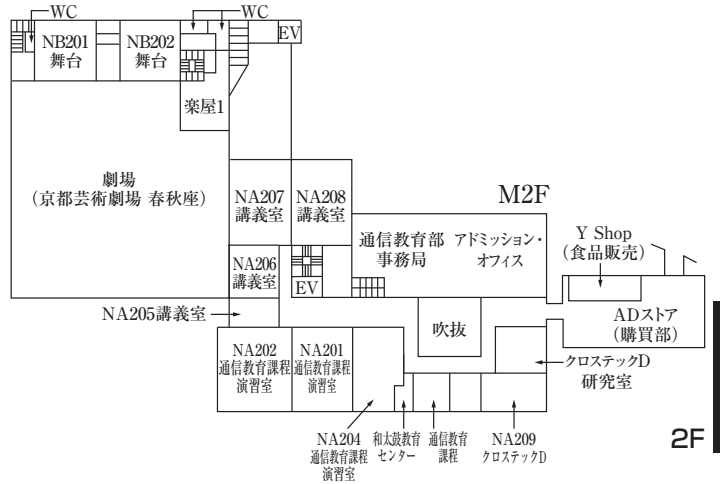 WC
WC
NB201
舞台
NB202
舞台
EV
楽屋1
劇場
(京都芸術劇場 春秋座)
NA207
講義室
NA208
講義室
M2F
通信教育部
事務局
アドミッション・
オフィス
Y Shop
(食品販売)
NA206
講義室
EV
NA205講義室
吹抜
ADストア
(購買部)
NA202
通信教育課程
演習室
NA201
通信教育課程
演習室
クロステックD
研究室
NA204
通信教育課程
演習室
和太鼓教育
センター
通信教育
課程
NA209
クロステックD
2F